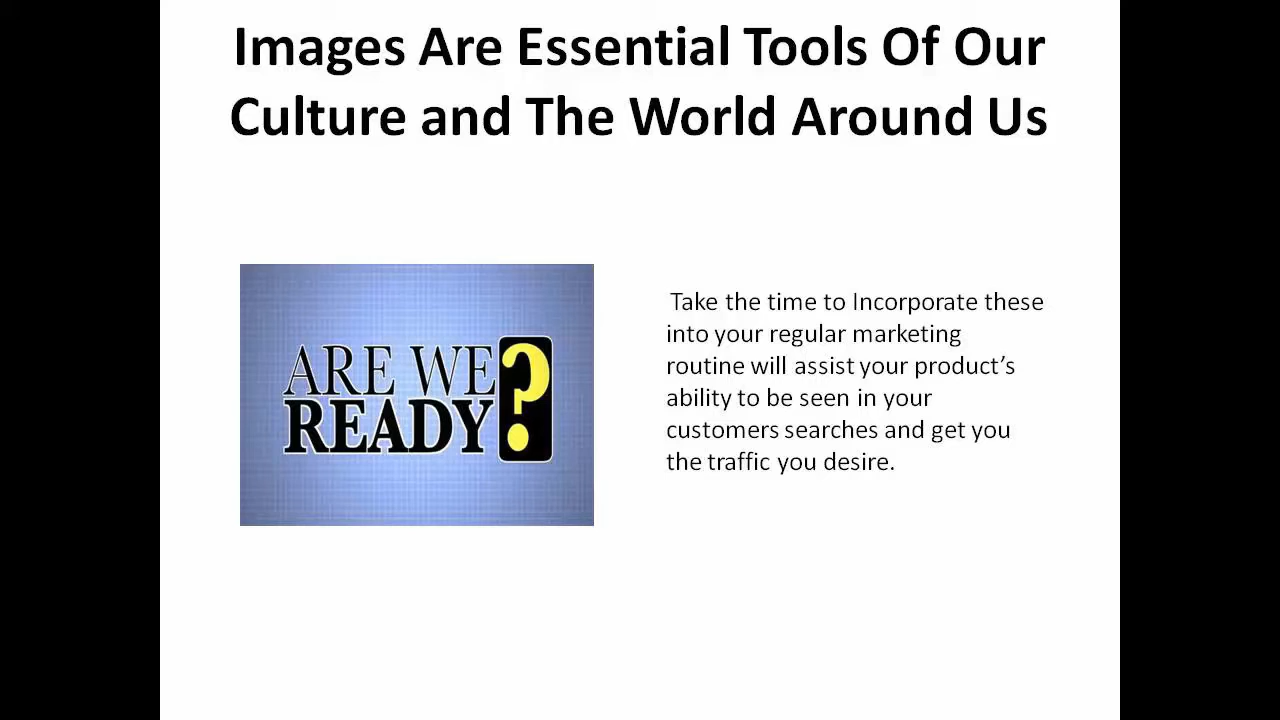 Images Are Essential Tools Of Our
Culture and The World Around Us
ARE WE
READY?
Take the time to Incorporate these
into your regular marketing
routine will assist your product’s
ability to be seen in your
customers searches and get you
the traffic you desire.